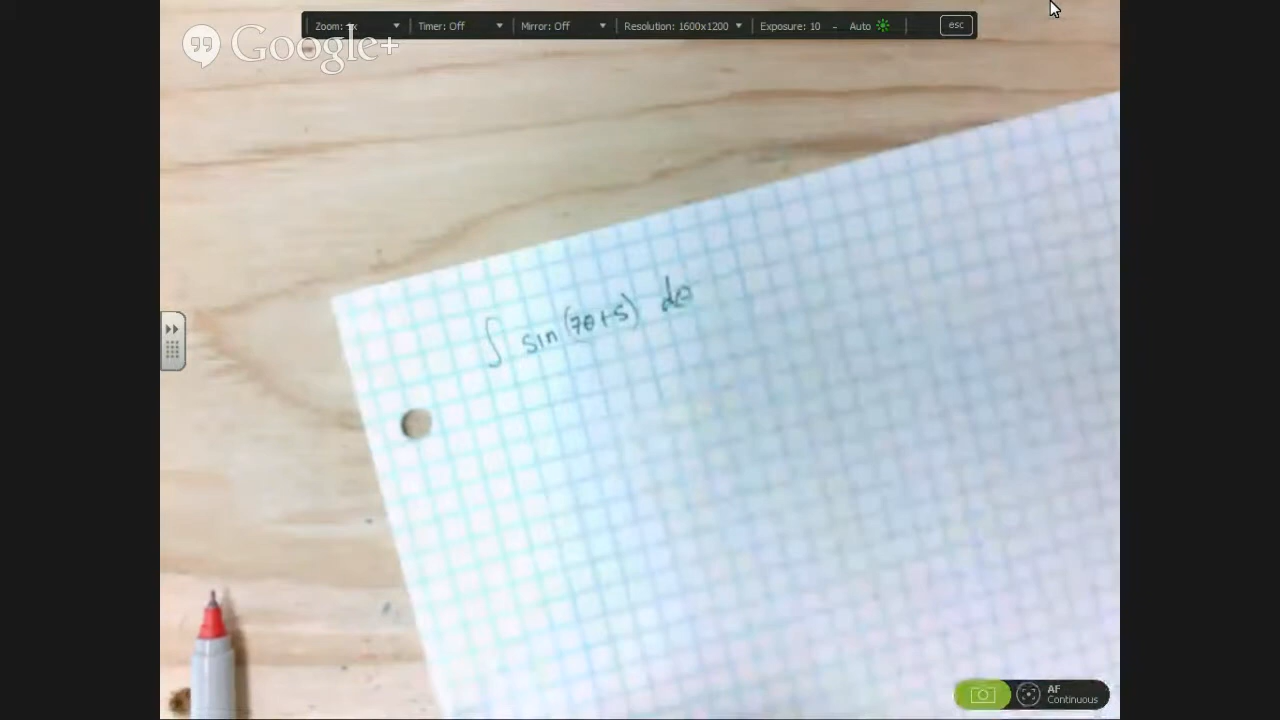 Zoom: 1x Timer: Off Mirror: Off Resolution: 1600x1200 Exposure: 10 - Auto esc
Google+
∫ sin(7θ+5) dθ
AF
Continuous